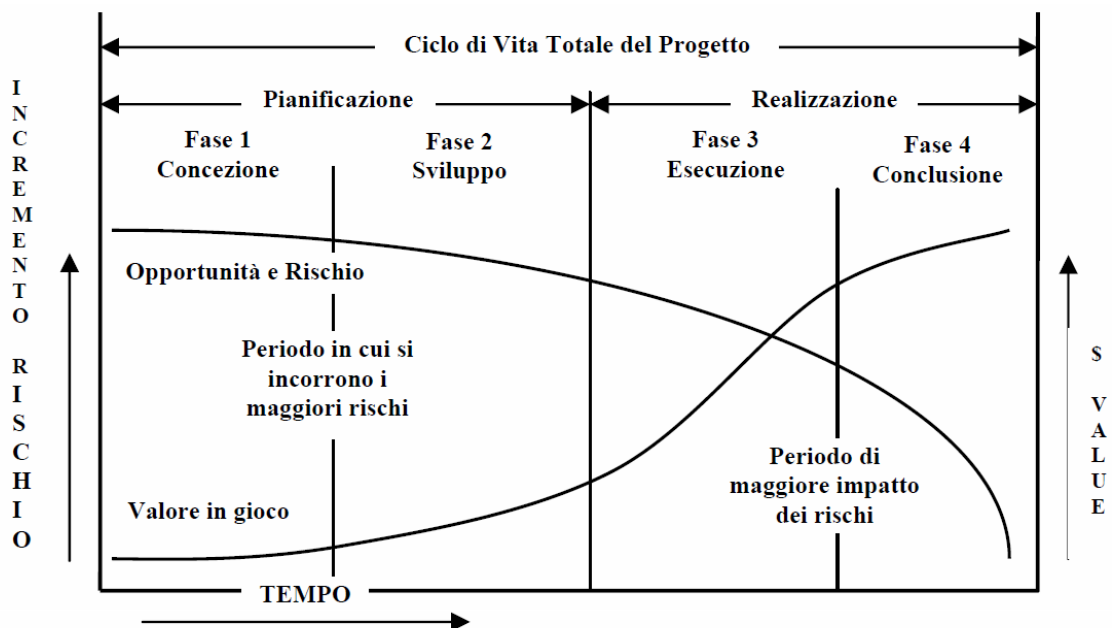 Ciclo di Vita Totale del Progetto
Pianificazione
Realizzazione
Fase 1
Concezione
Fase 2
Sviluppo
Fase 3
Esecuzione
Fase 4
Conclusione
INCREMENTO RISCHIO
Opportunità e Rischio
Periodo in cui si
incorrono i
maggiori rischi
Valore in gioco
Periodo di
maggiore impatto
dei rischi
$ VALUE
TEMPO